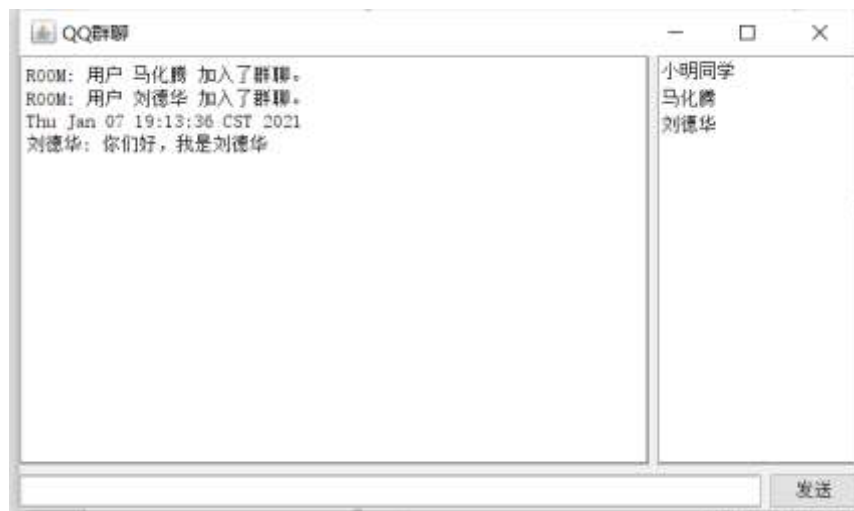 QQ群聊
ROOM: 用户 马化腾 加入了群聊。
ROOM: 用户 刘德华 加入了群聊。
Thu Jan 07 19:13:36 CST 2021
刘德华: 你们好，我是刘德华
小明同学
马化腾
刘德华
发送